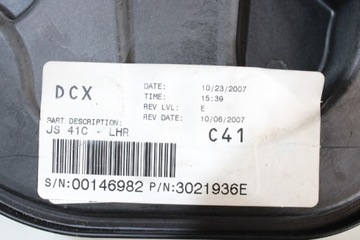 DCX
DATE: 10/23/2007
TIME: 15:39
REV LVL: E
REV DATE: 10/06/2007
PART DESCRIPTION:
JS 41C - LHR
C41
S/N:00146982 P/N:3021936E